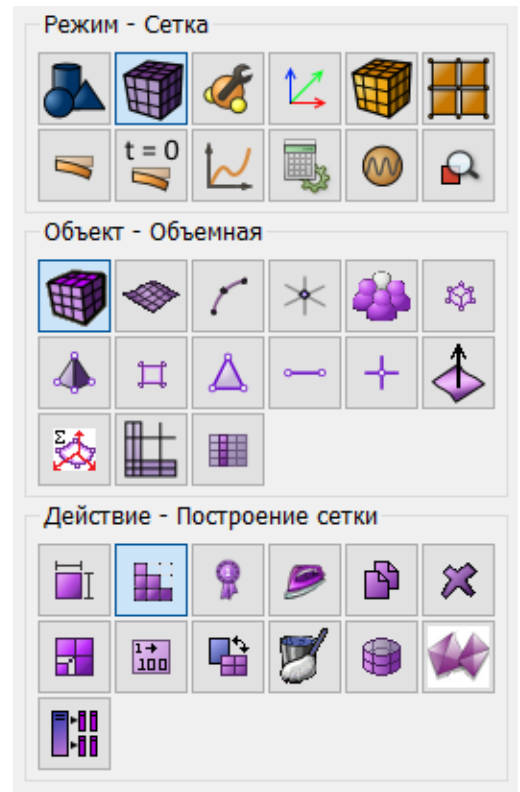 Режим - Сетка
t = 0
Объект - Объемная
Σ
Действие - Построение сетки
1→
100